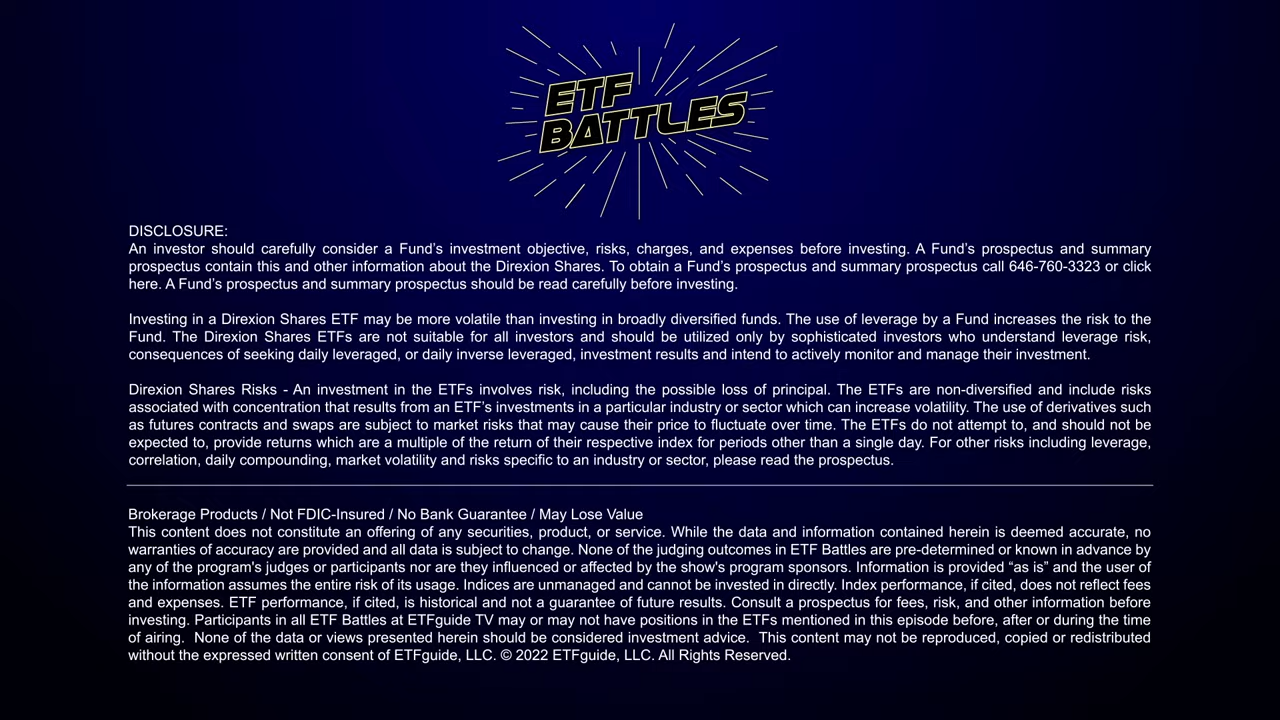 ETF
BATTLES
DISCLOSURE:
An investor should carefully consider a Fund’s investment objective, risks, charges, and expenses before investing. A Fund’s prospectus and summary
prospectus contain this and other information about the Direxion Shares. To obtain a Fund’s prospectus and summary prospectus call 646-760-3323 or click
here. A Fund’s prospectus and summary prospectus should be read carefully before investing.
Investing in a Direxion Shares ETF may be more volatile than investing in broadly diversified funds. The use of leverage by a Fund increases the risk to the
Fund. The Direxion Shares ETFs are not suitable for all investors and should be utilized only by sophisticated investors who understand leverage risk,
consequences of seeking daily leveraged, or daily inverse leveraged, investment results and intend to actively monitor and manage their investment.
Direxion Shares Risks - An investment in the ETFs involves risk, including the possible loss of principal. The ETFs are non-diversified and include risks
associated with concentration that results from an ETF’s investments in a particular industry or sector which can increase volatility. The use of derivatives such
as futures contracts and swaps are subject to market risks that may cause their price to fluctuate over time. The ETFs do not attempt to, and should not be
expected to, provide returns which are a multiple of the return of their respective index for periods other than a single day. For other risks including leverage,
correlation, daily compounding, market volatility and risks specific to an industry or sector, please read the prospectus.
Brokerage Products / Not FDIC-Insured / No Bank Guarantee / May Lose Value
This content does not constitute an offering of any securities, product, or service. While the data and information contained herein is deemed accurate, no
warranties of accuracy are provided and all data is subject to change. None of the judging outcomes in ETF Battles are pre-determined or known in advance by
any of the program's judges or participants nor are they influenced or affected by the show's program sponsors. Information is provided “as is” and the user of
the information assumes the entire risk of its usage. Indices are unmanaged and cannot be invested in directly. Index performance, if cited, does not reflect fees
and expenses. ETF performance, if cited, is historical and not a guarantee of future results. Consult a prospectus for fees, risk, and other information before
investing. Participants in all ETF Battles at ETFguide TV may or may not have positions in the ETFs mentioned in this episode before, after or during the time
of airing. None of the data or views presented herein should be considered investment advice. This content may not be reproduced, copied or redistributed
without the expressed written consent of ETFguide, LLC. © 2022 ETFguide, LLC. All Rights Reserved.